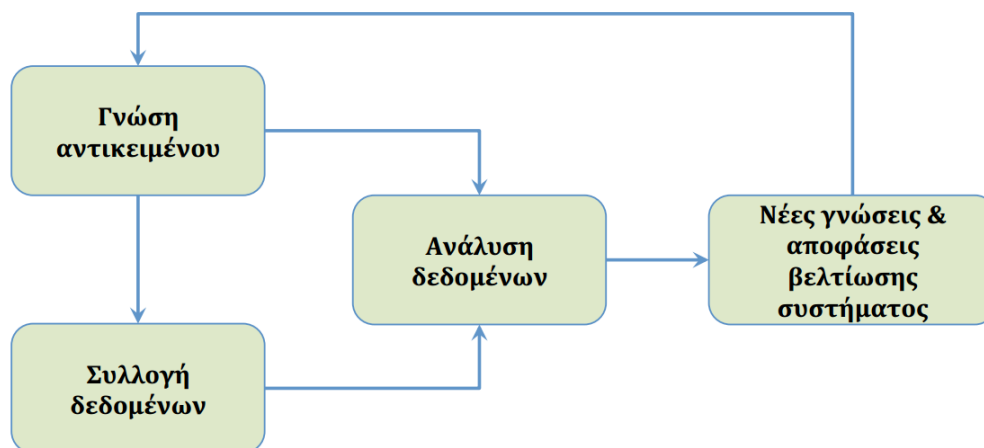 Γνώση
αντικειμένου
Συλλογή
δεδομένων
Ανάλυση
δεδομένων
Νέες γνώσεις &
αποφάσεις
βελτίωσης
συστήματος